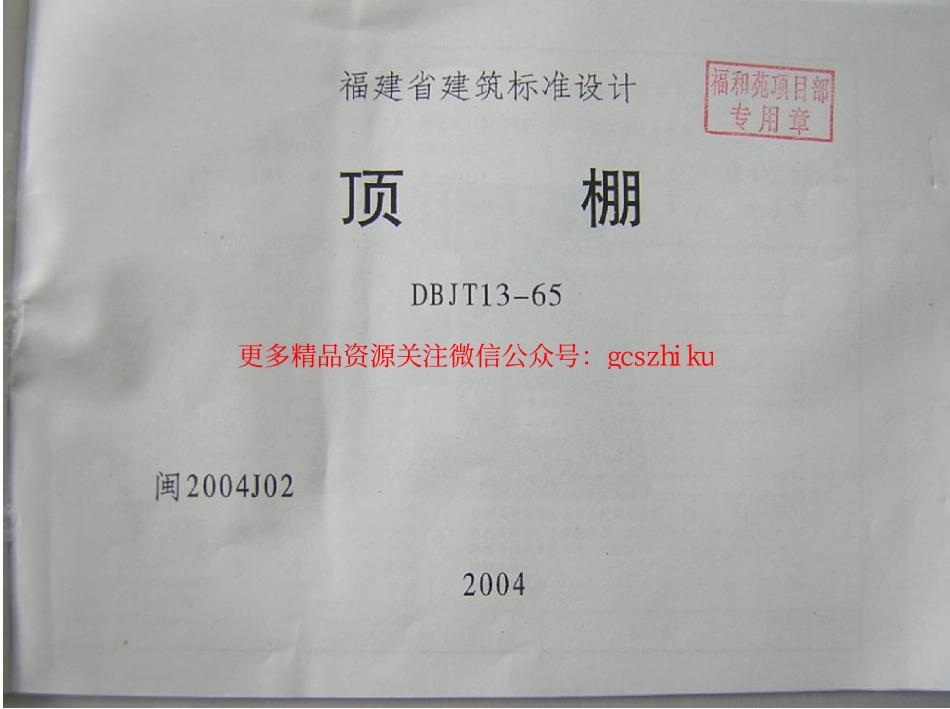 福建省建筑标准设计
福和苑项目部
专用章
顶 棚
DBJT13-65
更多精品资源关注微信公众号：gcszhiku
闽2004J02
2004